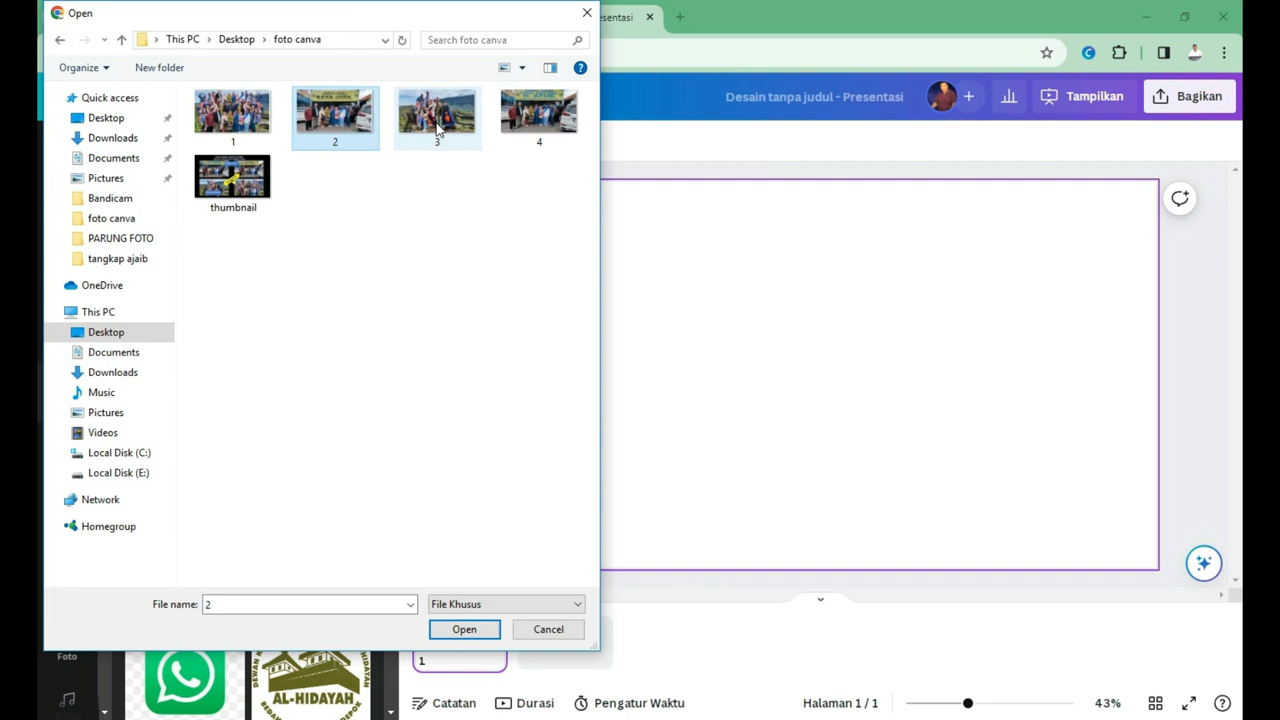 Open
esentasi
This PC
Desktop
foto canva
Search foto canva
Organize
New folder
Quick access
Desktop
Downloads
Documents
Pictures
Bandicam
foto canva
PARUNG FOTO
tangkap ajaib
OneDrive
This PC
Desktop
Documents
Downloads
Music
Pictures
Videos
Local Disk (C:)
Local Disk (E:)
Network
Homegroup
1
2
3
4
thumbnail
File name:
2
File Khusus
Open
Cancel
Desain tanpa judul - Presentasi
Tampilkan
Bagikan
Foto
AL-HIDAYAH
1
Catatan
Durasi
Pengatur Waktu
Halaman 1 / 1
43%